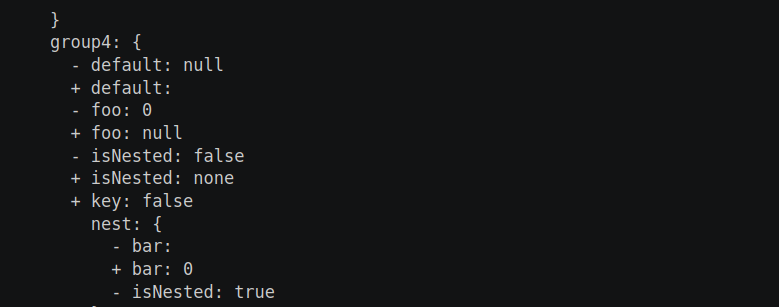 }
group4: {
- default: null
+ default:
- foo: 0
+ foo: null
- isNested: false
+ isNested: none
+ key: false
nest: {
- bar:
+ bar: 0
- isNested: true